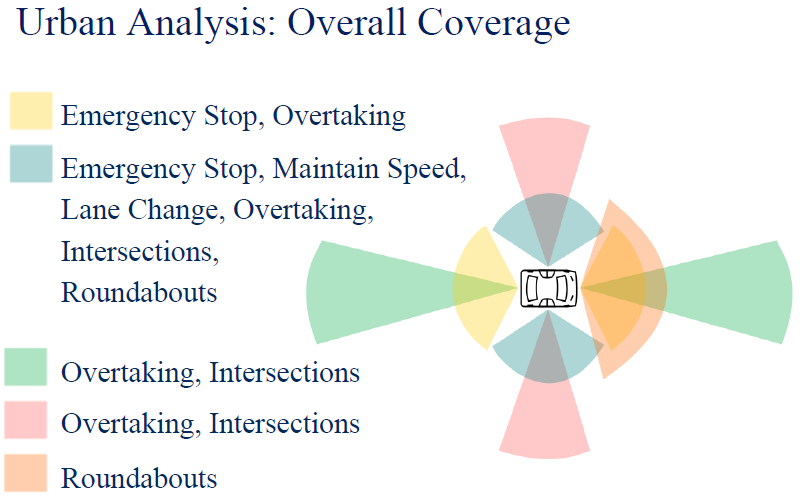 Urban Analysis: Overall Coverage
Emergency Stop, Overtaking
Emergency Stop, Maintain Speed,
Lane Change, Overtaking,
Intersections,
Roundabouts
Overtaking, Intersections
Overtaking, Intersections
Roundabouts